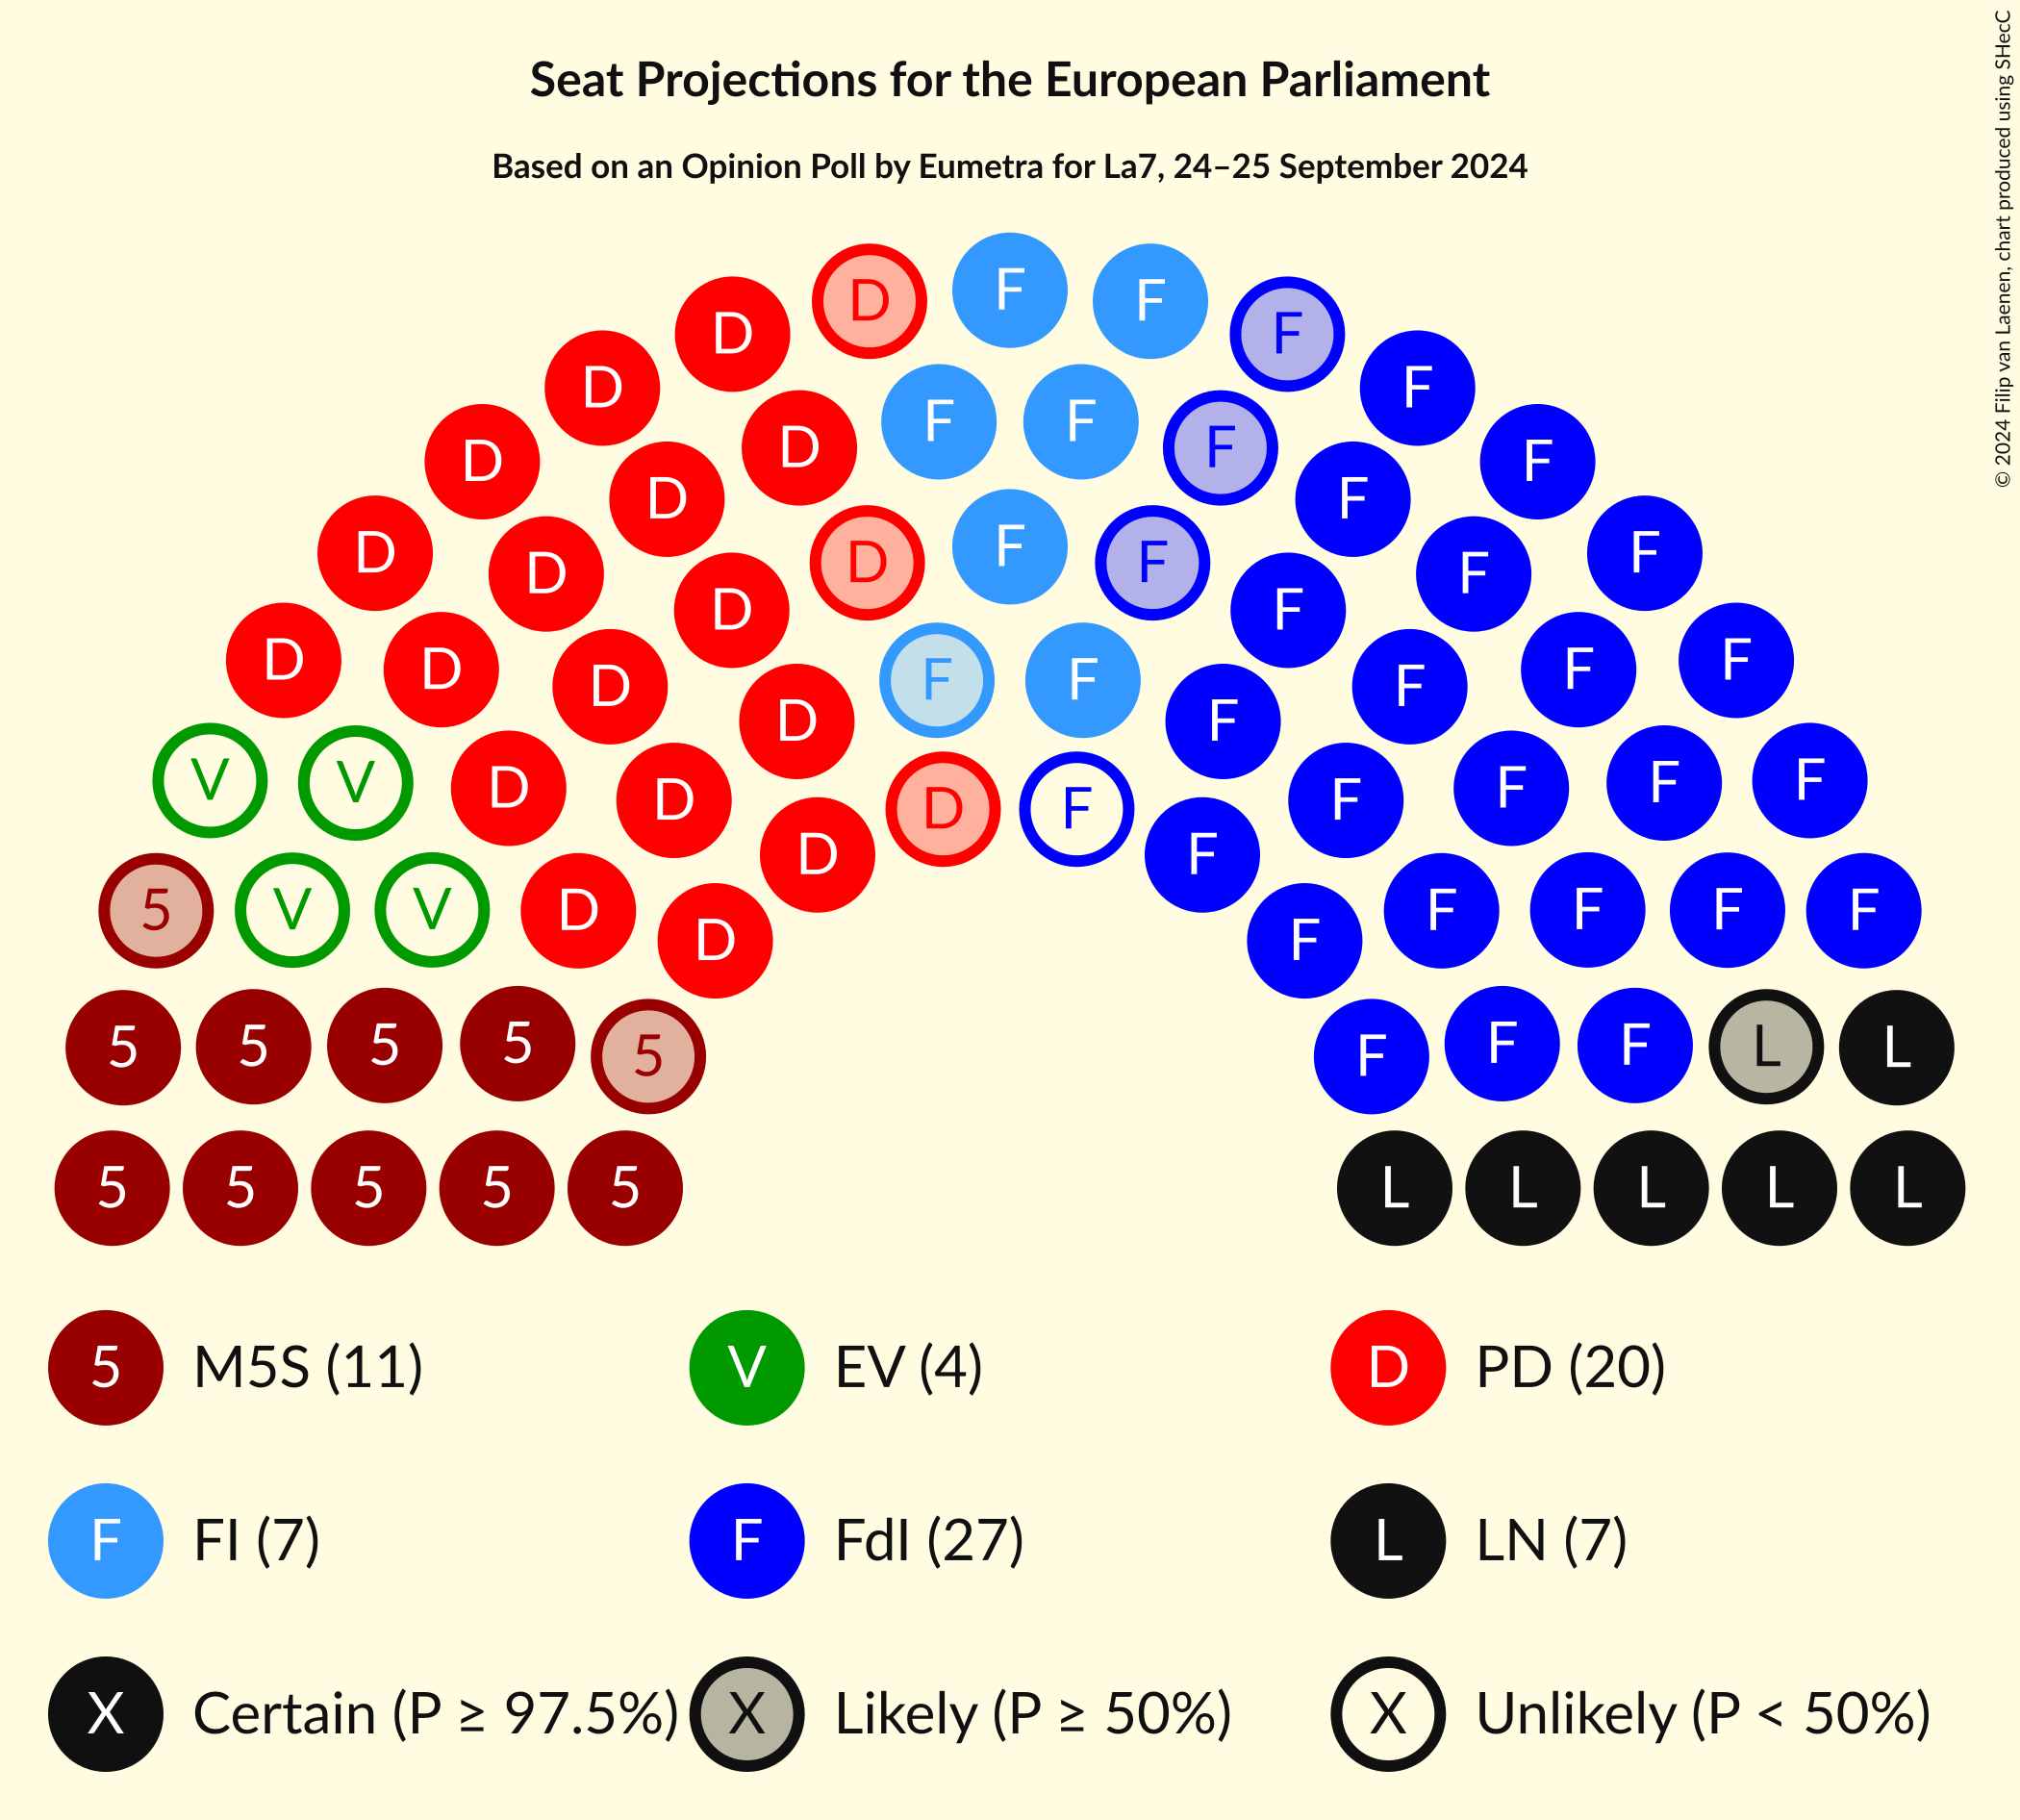 © 2024 Filip van Laenen, chart produced using SHecC
Seat Projections for the European Parliament
Based on an Opinion Poll by Eumetra for La7, 24–25 September 2024
D F F
D F
D F
F F
D F
D F
D F
D D D F F F F
D F
D D D F F F F F
D F
V V D D D F F F F F
D F
5 V V D D F F F F F
5 5 5 5 5 F F F L L
5 5 5 5 5 L L L L L
5 M5S (11) V EV (4) D PD (20)
F FI (7) F FdI (27) L LN (7)
X Certain (P ≥ 97.5%) X Likely (P ≥ 50%) X Unlikely (P < 50%)